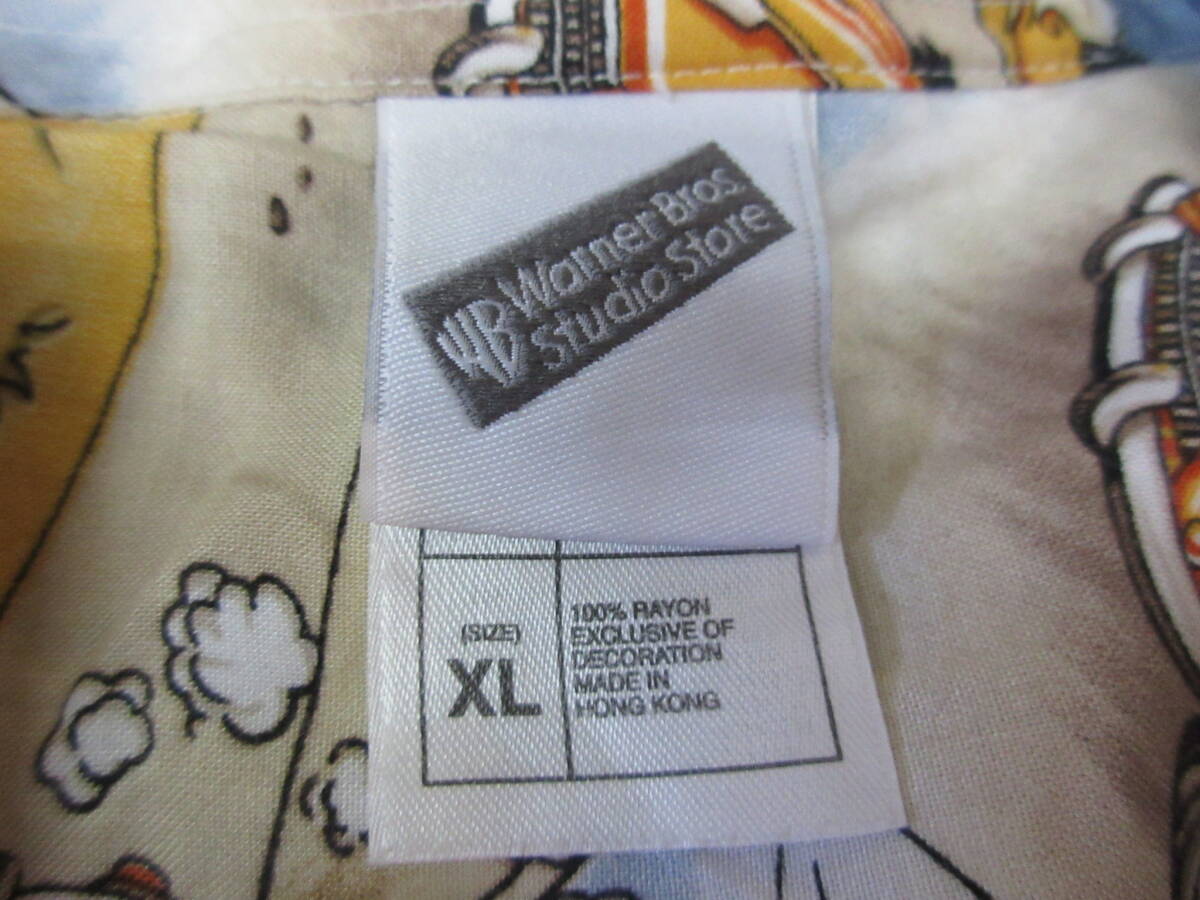 WB Warner Bros.
Studio Store
(SIZE)
XL
100% RAYON
EXCLUSIVE OF
DECORATION
MADE IN
HONG KONG